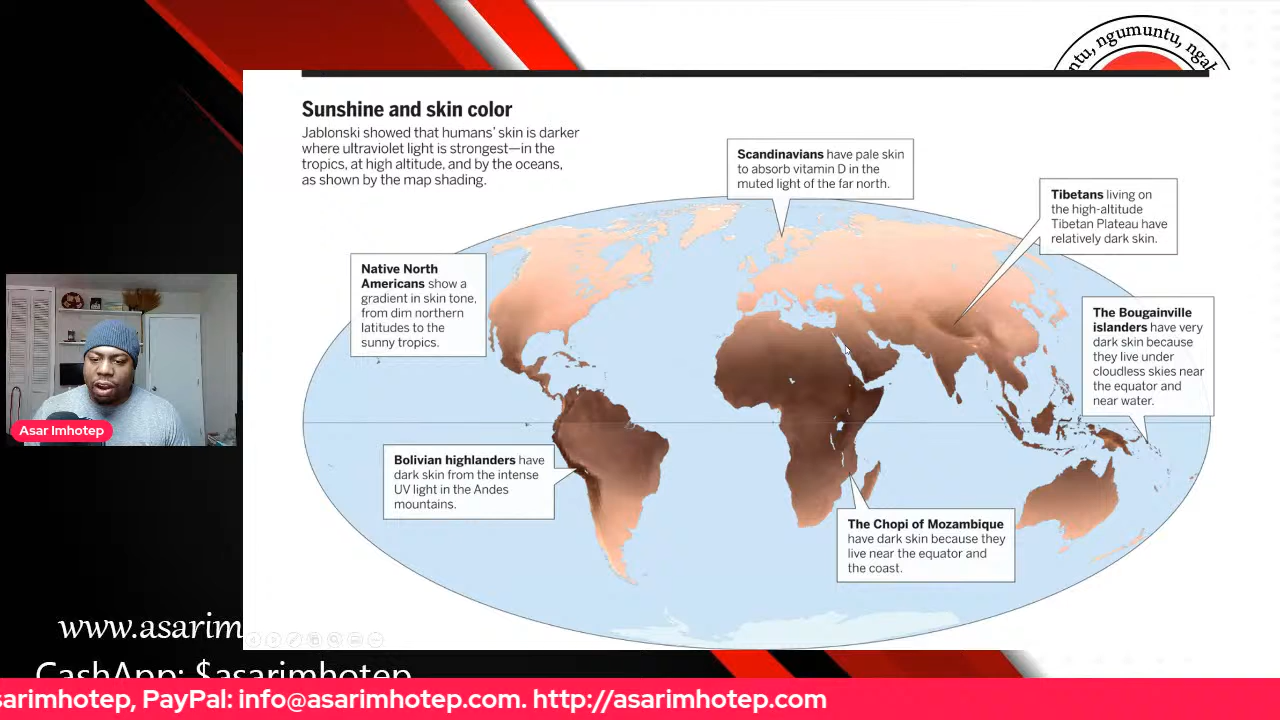 ntu, ngumuntu, nga
Sunshine and skin color
Jablonski showed that humans' skin is darker
where ultraviolet light is strongest—in the
tropics, at high altitude, and by the oceans,
as shown by the map shading.
Scandinavians have pale skin
to absorb vitamin D in the
muted light of the far north.
Tibetans living on
the high-altitude
Tibetan Plateau have
relatively dark skin.
Native North
Americans show a
gradient in skin tone,
from dim northern
latitudes to the
sunny tropics.
The Bougainville
islanders have very
dark skin because
they live under
cloudless skies near
the equator and
near water.
Asar Imhotep
Bolivian highlanders have
dark skin from the intense
UV light in the Andes
mountains.
The Chopi of Mozambique
have dark skin because they
live near the equator and
the coast.
www.asarim
CashApp: $asarimhotep
sarimhotep, PayPal: info@asarimhotep.com. http://asarimhotep.com